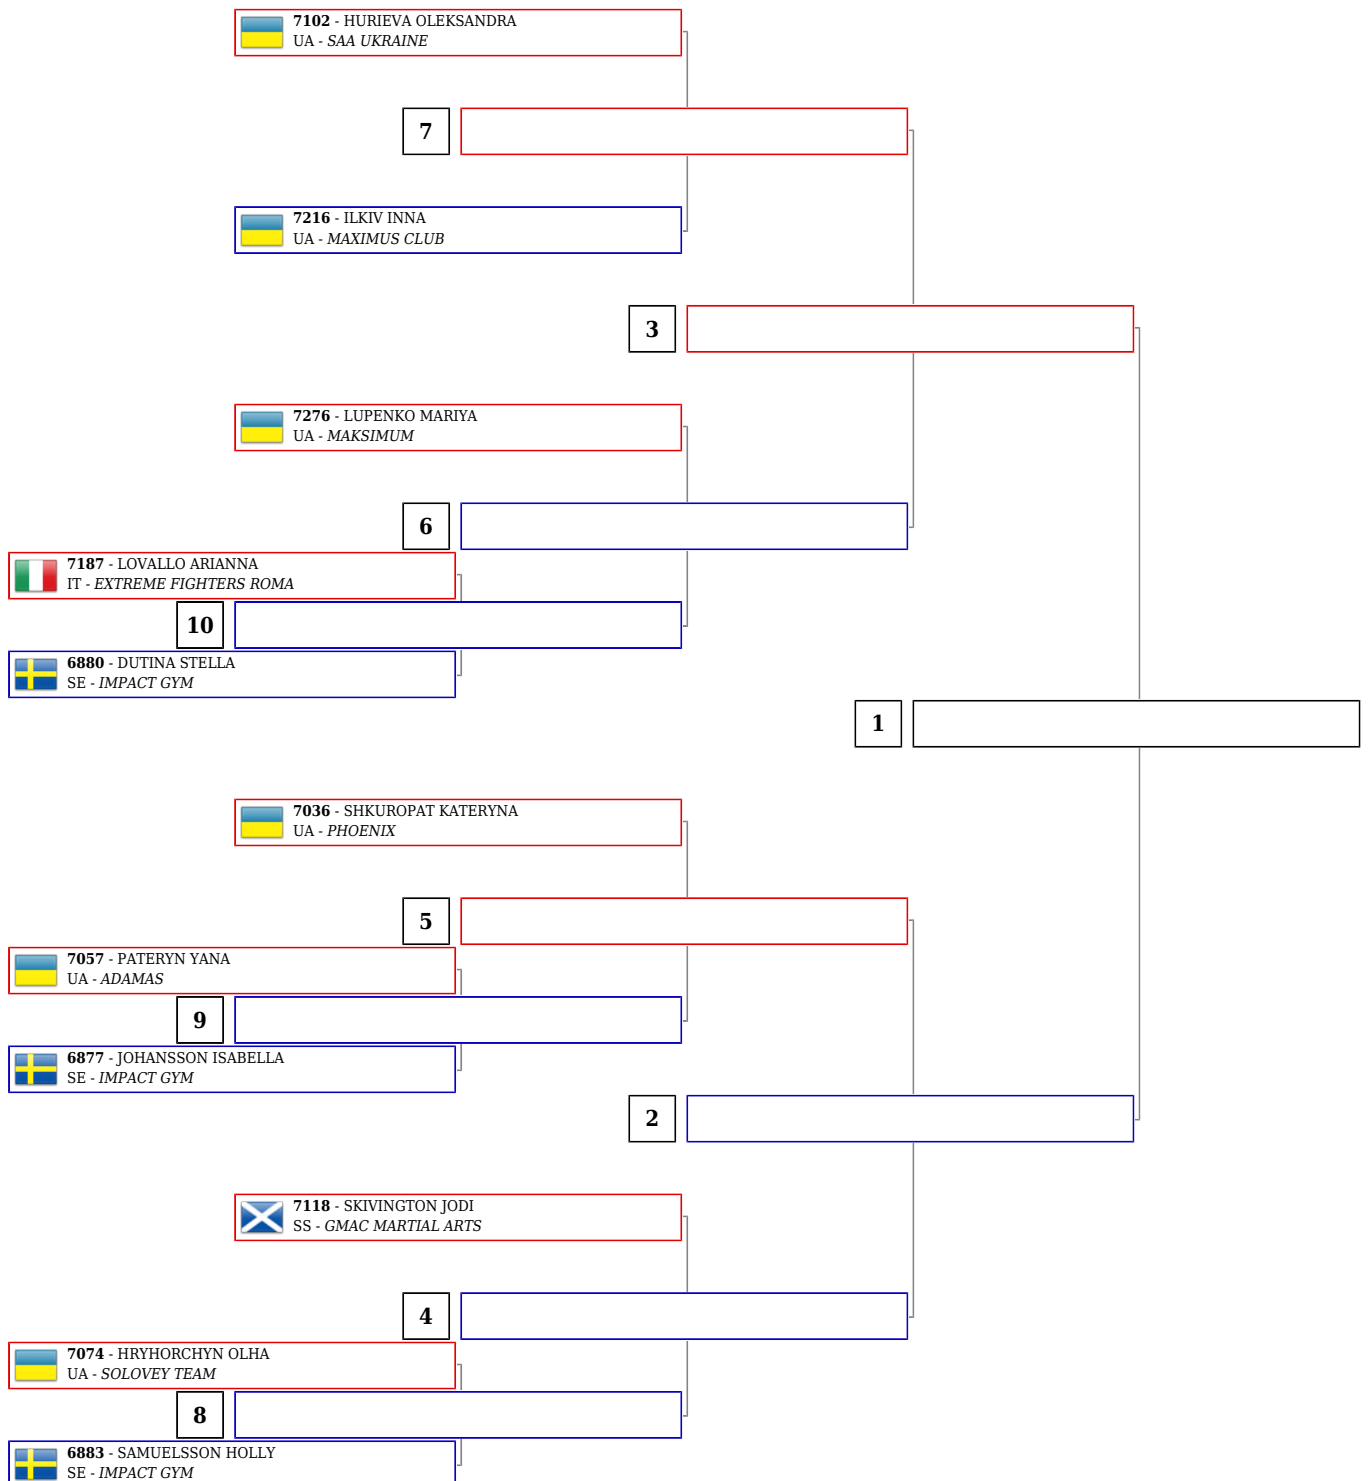 7102 - HURIEVA OLEKSANDRA
UA - SAA UKRAINE
7
7216 - ILKIV INNA
UA - MAXIMUS CLUB
3
7276 - LUPENKO MARIYA
UA - MAKSIMUM
6
7187 - LOVALLO ARIANNA
IT - EXTREME FIGHTERS ROMA
10
6880 - DUTINA STELLA
SE - IMPACT GYM
1
7036 - SHKUROPAT KATERYNA
UA - PHOENIX
5
7057 - PATERYN YANA
UA - ADAMAS
9
6877 - JOHANSSON ISABELLA
SE - IMPACT GYM
2
7118 - SKIVINGTON JODI
SS - GMAC MARTIAL ARTS
4
7074 - HRYHORCHYN OLHA
UA - SOLOVEY TEAM
8
6883 - SAMUELSSON HOLLY
SE - IMPACT GYM